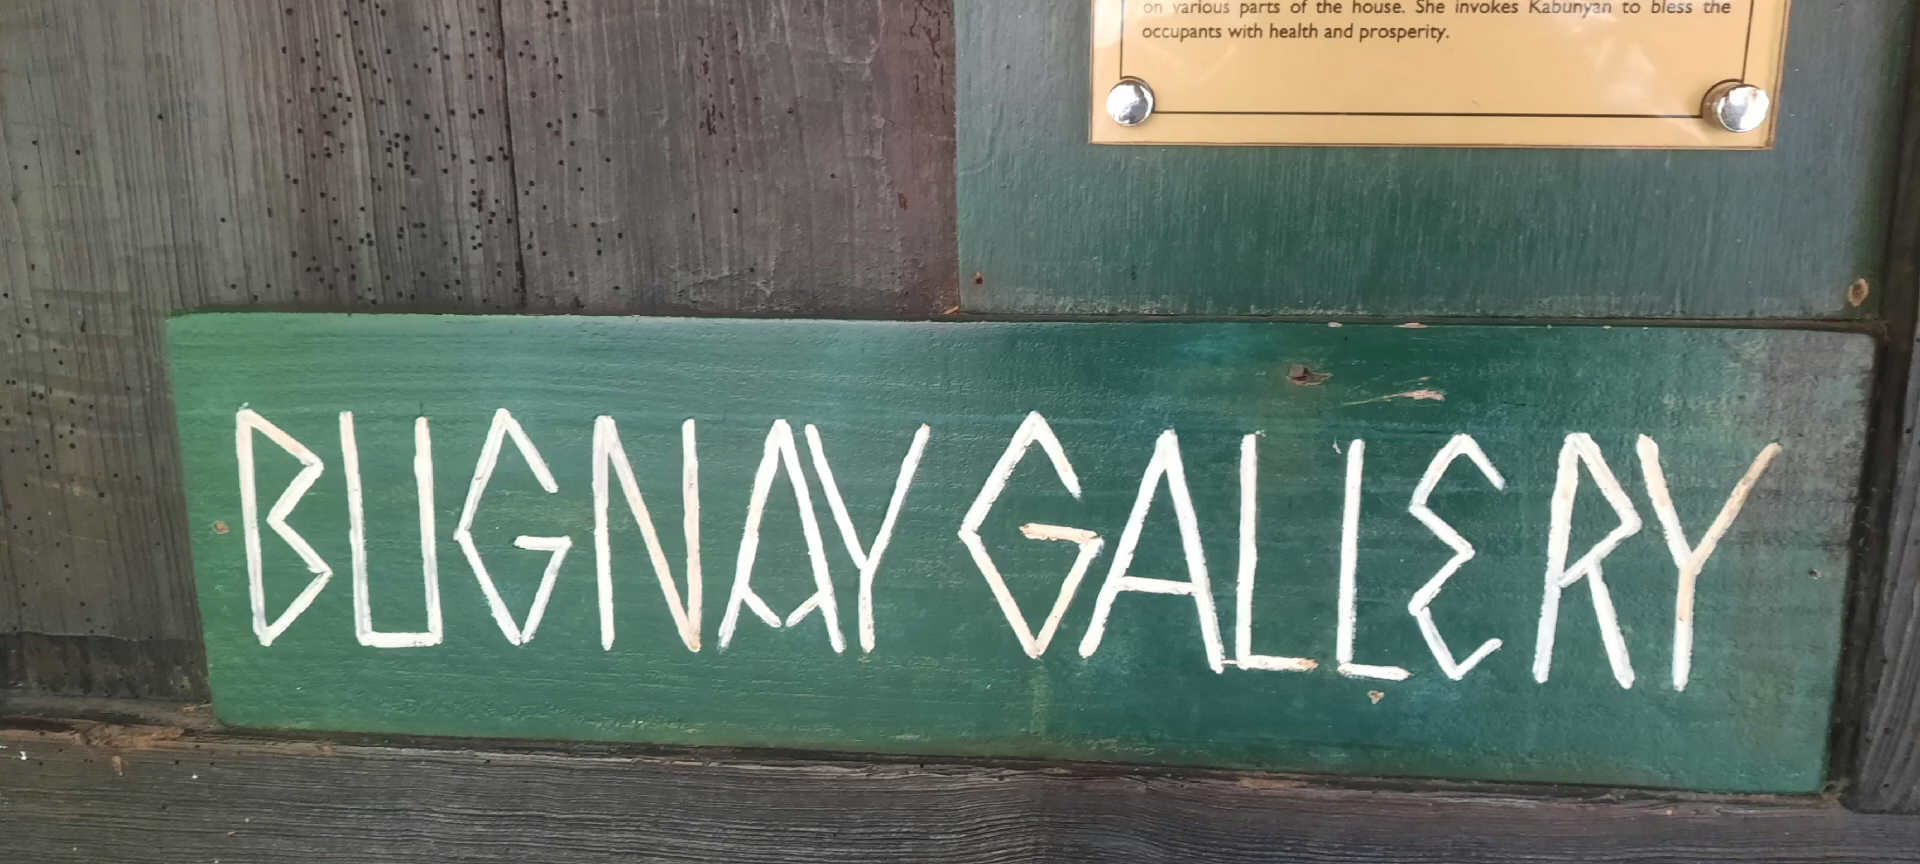 on various parts of the house. She invokes Kabunyan to bless the
occupants with health and prosperity.
BUGNAY GALLERY